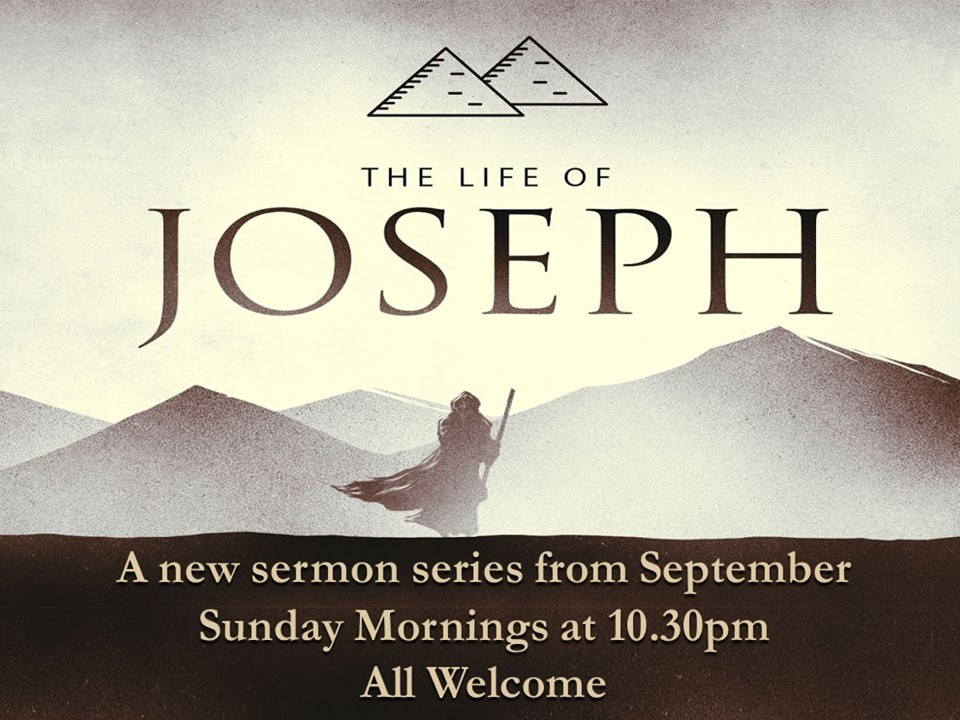 THE LIFE OF
JOSEPH
A new sermon series from September
Sunday Mornings at 10.30pm
All Welcome